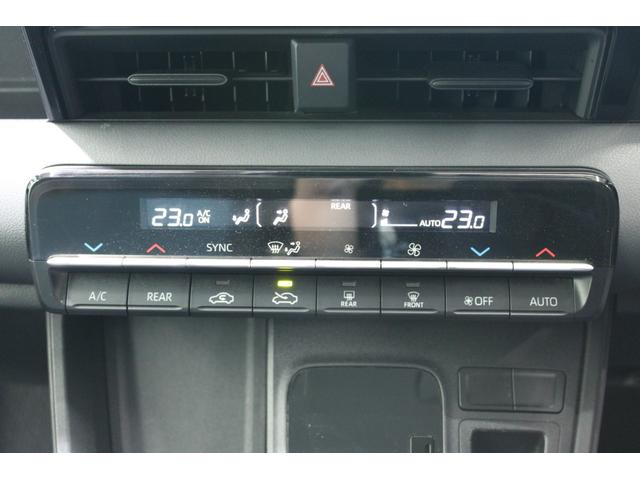 REAR
23.0 A/C ON AUTO 23.0
SYNC
A/C REAR REAR FRONT OFF AUTO